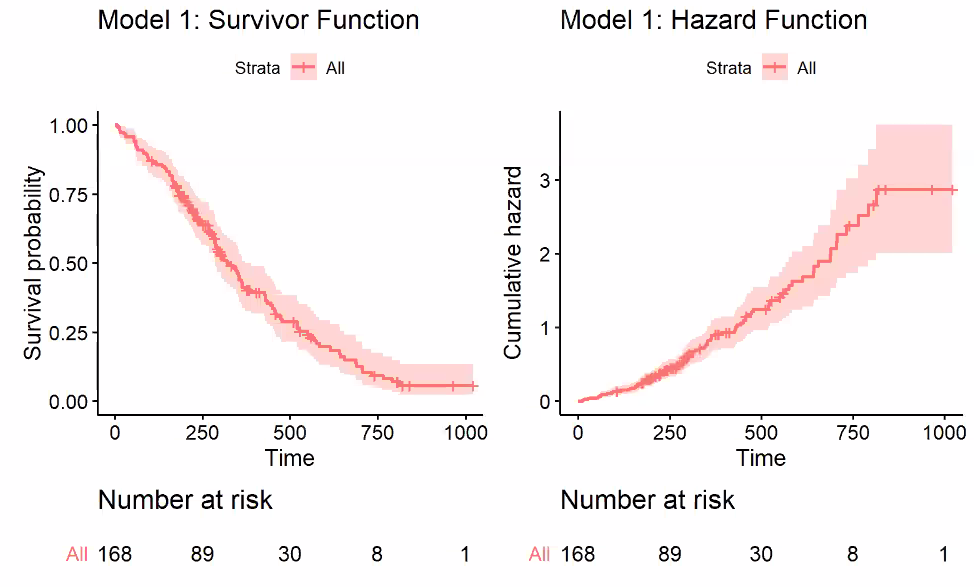 Model 1: Survivor Function
Strata All
Survival probability
1.00
0.75
0.50
0.25
0.00
0 250 500 750 1000
Time
Number at risk
All 168 89 30 8 1
Model 1: Hazard Function
Strata All
Cumulative hazard
3
2
1
0
0 250 500 750 1000
Time
Number at risk
All 168 89 30 8 1